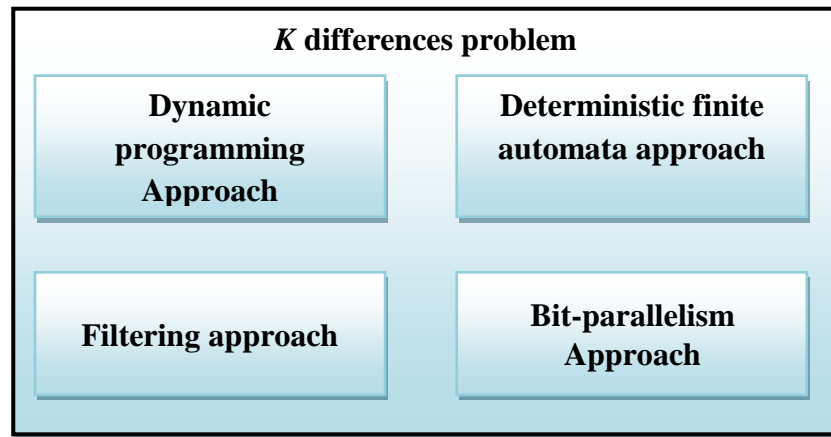 K differences problem
Dynamic
programming
Approach
Deterministic finite
automata approach
Filtering approach
Bit-parallelism
Approach